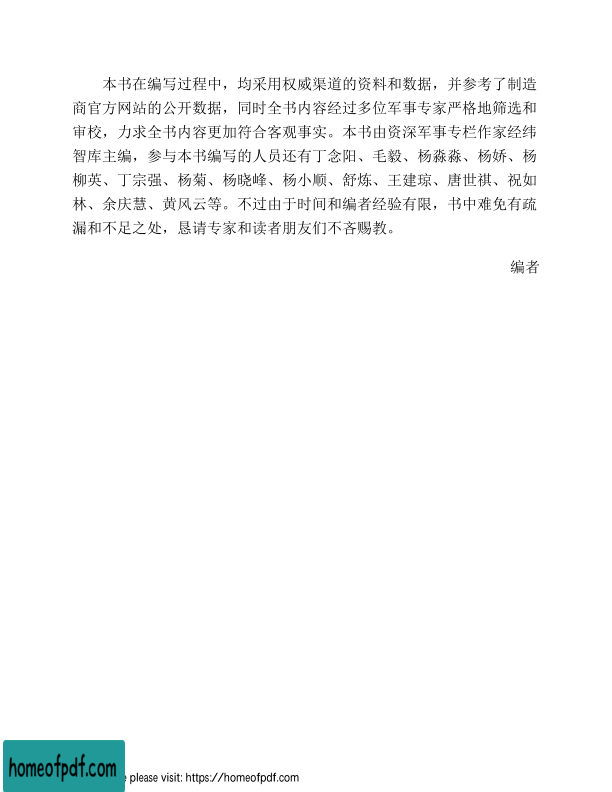 本书在编写过程中，均采用权威渠道的资料和数据，并参考了制造
商官方网站的公开数据，同时全书内容经过多位军事专家严格地筛选和
审校，力求全书内容更加符合客观事实。本书由资深军事专栏作家经纬
智库主编，参与本书编写的人员还有丁念阳、毛毅、杨淼淼、杨娇、杨
柳英、丁宗强、杨菊、杨晓峰、杨小顺、舒炼、王建琼、唐世祺、祝如
林、余庆慧、黄风云等。不过由于时间和编者经验有限，书中难免有疏
漏和不足之处，恳请专家和读者朋友们不吝赐教。
编者
homeofpdf.com
please visit: https://homeofpdf.com